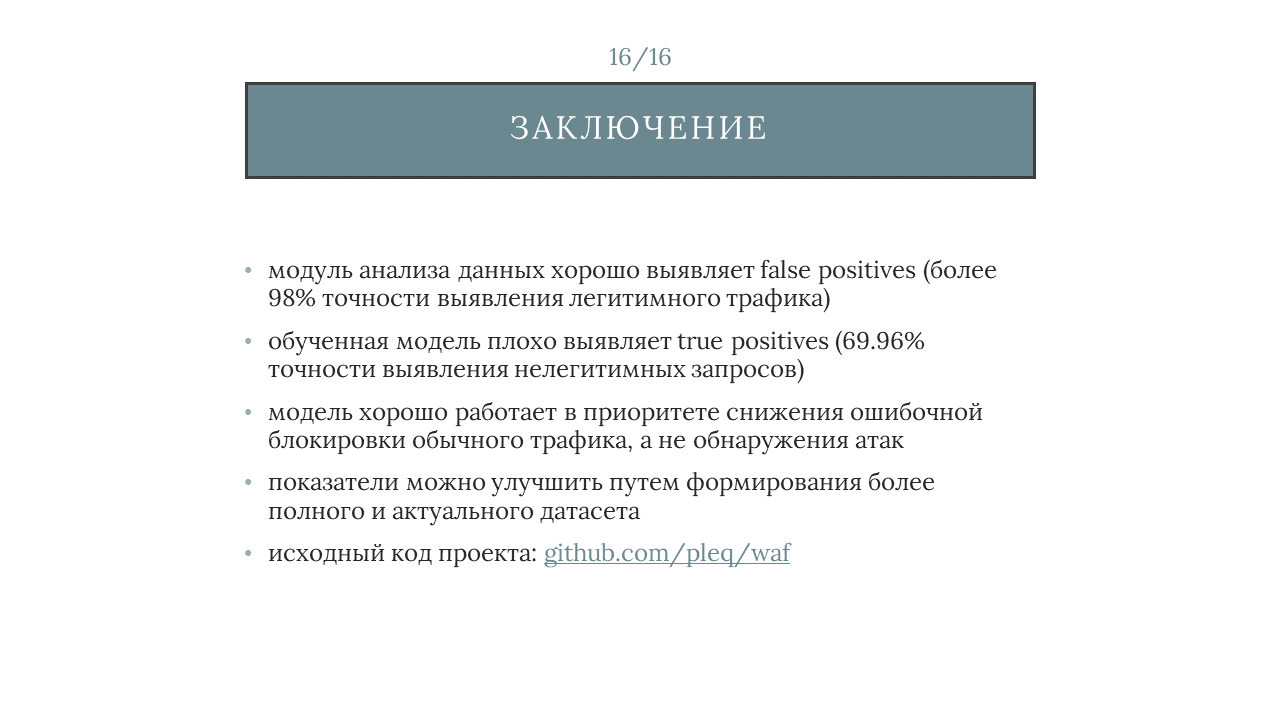 16/16
ЗАКЛЮЧЕНИЕ
• модуль анализа данных хорошо выявляет false positives (более
98% точности выявления легитимного трафика)
• обученная модель плохо выявляет true positives (69.96%
точности выявления нелегитимных запросов)
• модель хорошо работает в приоритете снижения ошибочной
блокировки обычного трафика, а не обнаружения атак
• показатели можно улучшить путем формирования более
полного и актуального датасета
• исходный код проекта: github.com/pleq/waf